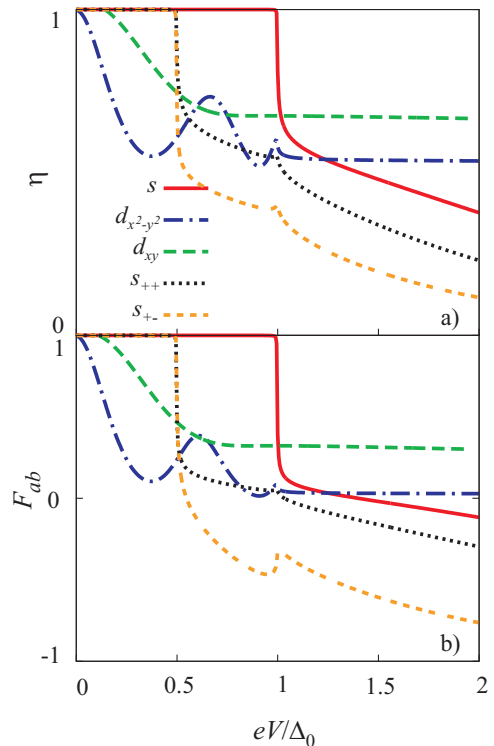 1
η
s
d_{x²-y²}
d_{xy}
s_{++}
s_{+-}
a)
0
1
F_{ab}
0
b)
-1
0 0.5 1 1.5 2
eV/Δ₀